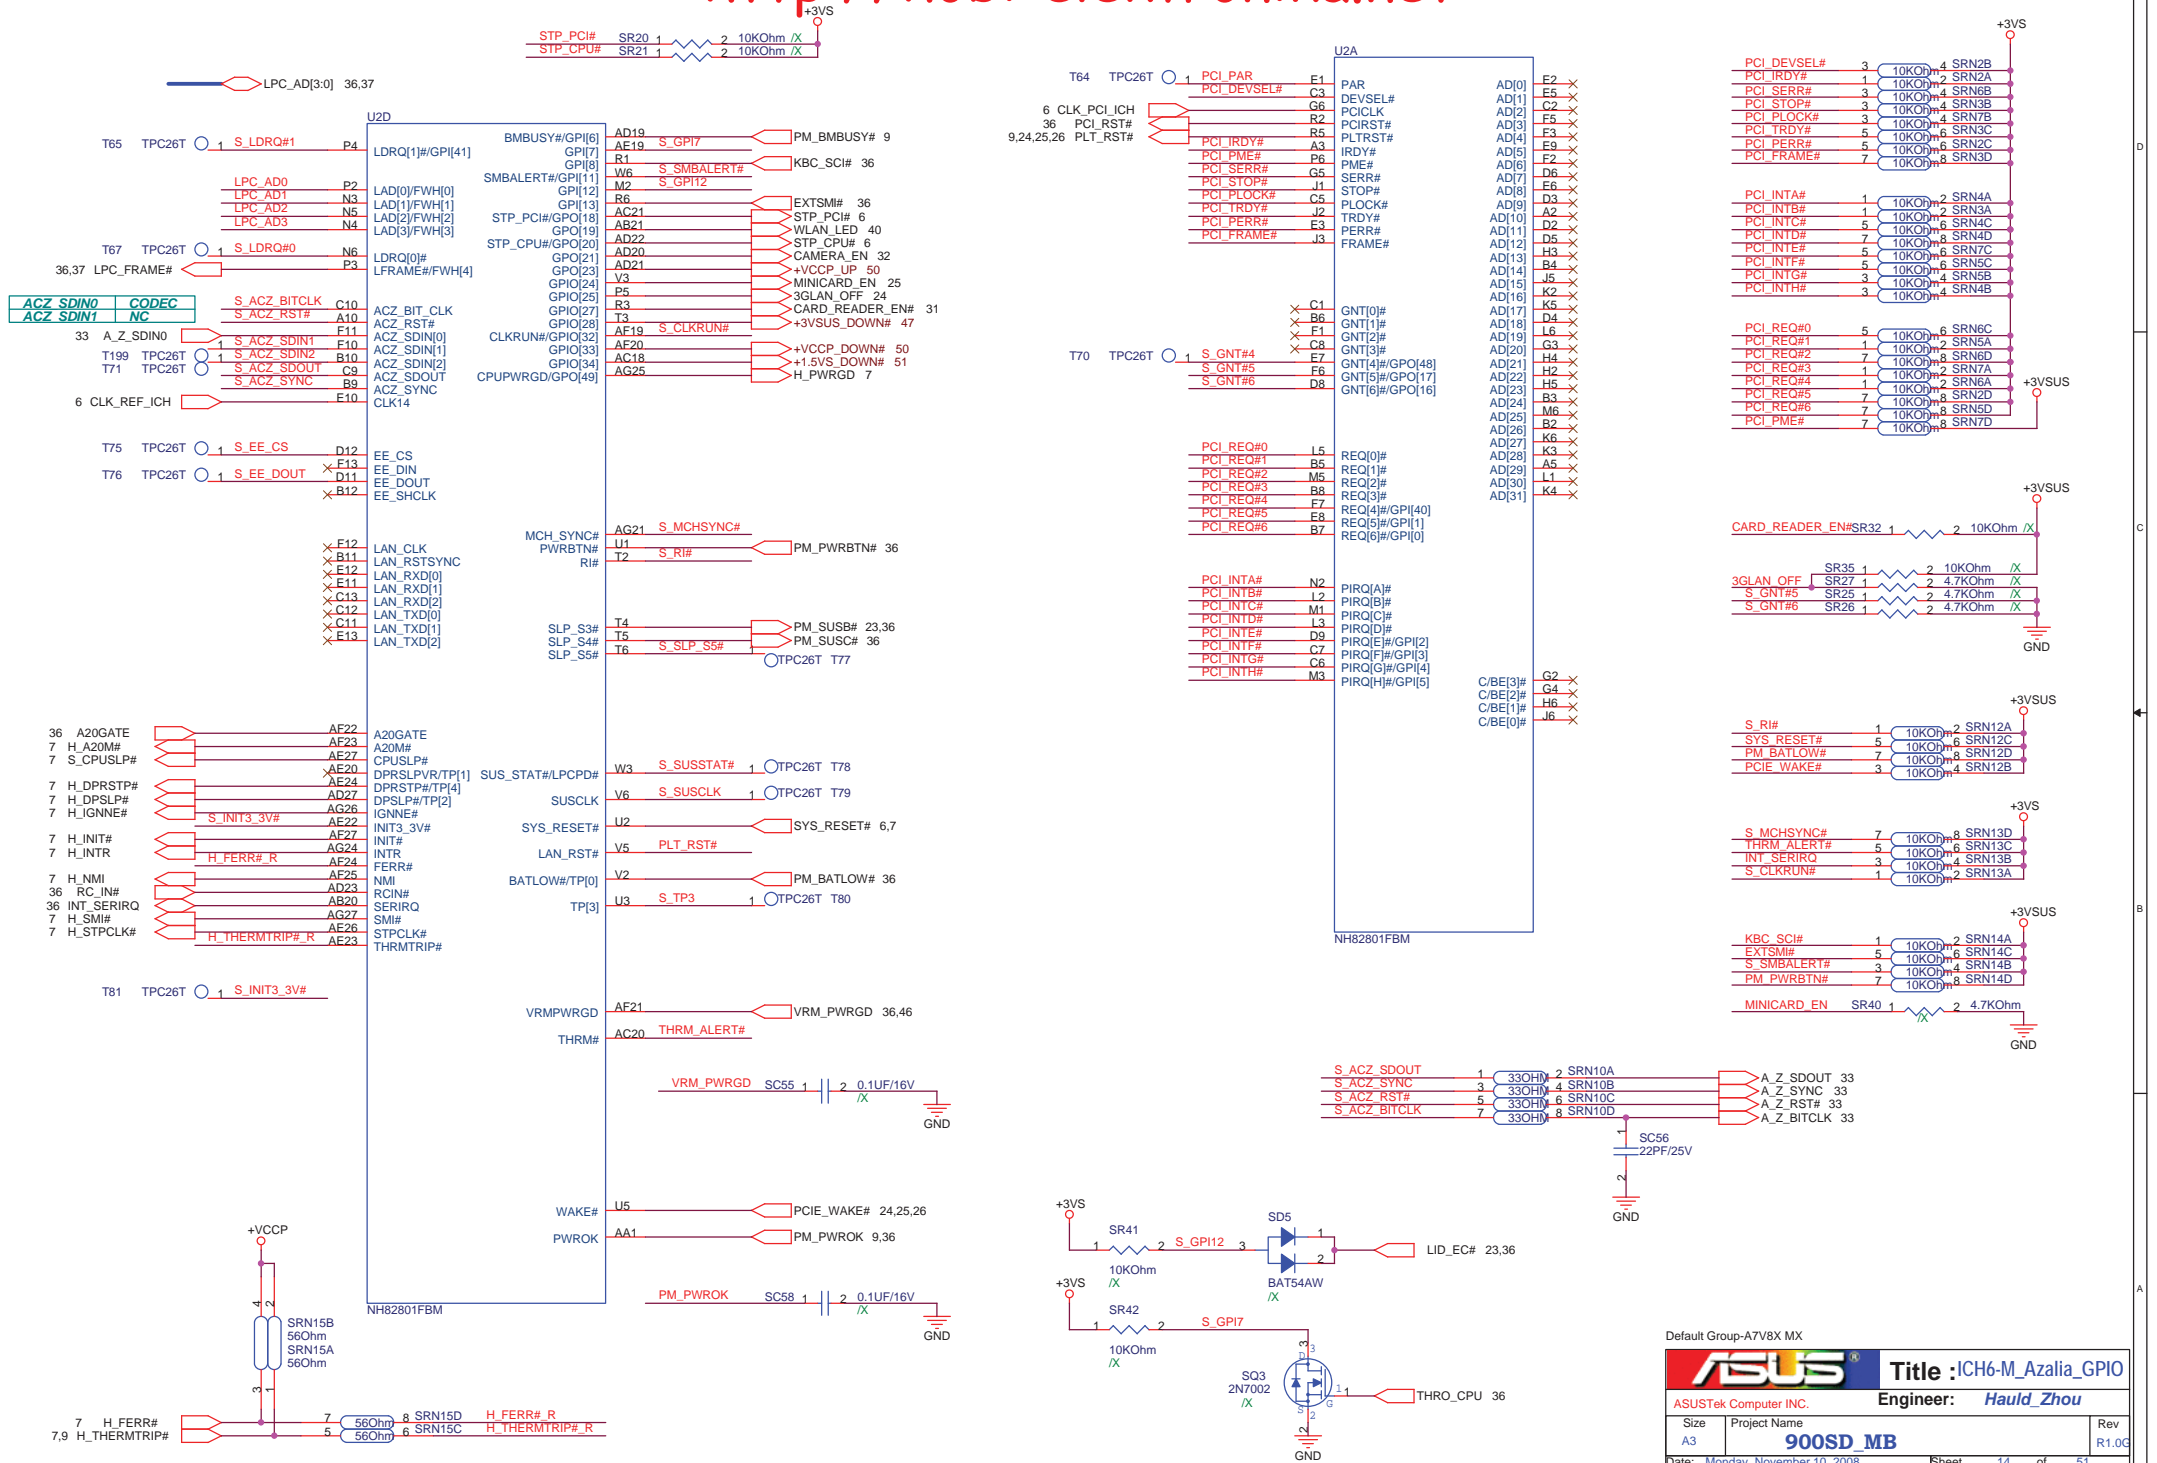 +3VS
STP_PCI# SR20 1 2 10KOhm /X
STP_CPU# SR21 1 2 10KOhm /X
LPC_AD[3:0] 36,37
U2D
T65 TPC26T 1 S_LDRQ#1 P4 LDRQ[1]#/GPI[41]
LPC_AD0 P2 LAD[0]/FWH[0]
LPC_AD1 N3 LAD[1]/FWH[1]
LPC_AD2 N5 LAD[2]/FWH[2]
LPC_AD3 N4 LAD[3]/FWH[3]
T67 TPC26T 1 S_LDRQ#0 N6 LDRQ[0]#
36,37 LPC_FRAME# P3 LFRAME#/FWH[4]
ACZ_SDIN0 CODEC
ACZ_SDIN1 NC
S_ACZ_BITCLK C10 ACZ_BIT_CLK
S_ACZ_RST# A10 ACZ_RST#
33 A_Z_SDIN0 F11 ACZ_SDIN[0]
S_ACZ_SDIN1 F10 ACZ_SDIN[1]
T199 TPC26T 1 S_ACZ_SDIN2 B10 ACZ_SDIN[2]
T71 TPC26T 1 S_ACZ_SDOUT C9 ACZ_SDOUT
S_ACZ_SYNC B9 ACZ_SYNC
6 CLK_REF_ICH E10 CLK14
T75 TPC26T 1 S_EE_CS D12 EE_CS
F13 EE_DIN
T76 TPC26T 1 S_EE_DOUT D11 EE_DOUT
B12 EE_SHCLK
F12 LAN_CLK
B11 LAN_RSTSYNC
E12 LAN_RXD[0]
E11 LAN_RXD[1]
C13 LAN_RXD[2]
C12 LAN_TXD[0]
C11 LAN_TXD[1]
E13 LAN_TXD[2]
36 A20GATE AF22 A20GATE
7 H_A20M# AF23 A20M#
7 S_CPUSLP# AE27 CPUSLP#
AE20 DPRSLPVR/TP[1]
7 H_DPRSTP# AE24 DPRSTP#/TP[4]
7 H_DPSLP# AD27 DPSLP#/TP[2]
7 H_IGNNE# AG26 IGNNE#
S_INIT3_3V# AE22 INIT3_3V#
7 H_INIT# AF27 INIT#
7 H_INTR AG24 INTR
H_FERR#_R AF24 FERR#
7 H_NMI AF25 NMI
36 RC_IN# AD23 RCIN#
36 INT_SERIRQ AB20 SERIRQ
7 H_SMI# AG27 SMI#
7 H_STPCLK# AE26 STPCLK#
H_THERMTRIP#_R AE23 THRMTRIP#
T81 TPC26T 1 S_INIT3_3V#
BMBUSY#/GPI[6] AD19 PM_BMBUSY# 9
GPI[7] AE19 S_GPI7
GPI[8] R1 KBC_SCI# 36
SMBALERT#/GPI[11] W6 S_SMBALERT#
GPI[12] M2 S_GPI12
GPI[13] R6 EXTSMI# 36
STP_PCI#/GPO[18] AC21 STP_PCI# 6
GPO[19] AB21 WLAN_LED 40
STP_CPU#/GPO[20] AD22 STP_CPU# 6
GPO[21] AD20 CAMERA_EN 32
GPO[23] AD21 +VCCP_UP 50
GPIO[24] V3 MINICARD_EN 25
GPIO[25] P5 3GLAN_OFF 24
GPIO[27] R3 CARD_READER_EN# 31
GPIO[28] T3 +3VSUS_DOWN# 47
CLKRUN#/GPIO[32] AF19 S_CLKRUN#
GPIO[33] AF20 +VCCP_DOWN# 50
GPIO[34] AC18 +1.5VS_DOWN# 51
CPUPWRGD/GPO[49] AG25 H_PWRGD 7
MCH_SYNC# AG21 S_MCHSYNC#
PWRBTN# U1 PM_PWRBTN# 36
RI# T2 S_RI#
SLP_S3# T4 PM_SUSB# 23,36
SLP_S4# T5 PM_SUSC# 36
SLP_S5# T6 S_SLP_S5# 1 TPC26T T77
SUS_STAT#/LPCPD# W3 S_SUSSTAT# 1 TPC26T T78
SUSCLK V6 S_SUSCLK 1 TPC26T T79
SYS_RESET# U2 SYS_RESET# 6,7
LAN_RST# V5 PLT_RST#
BATLOW#/TP[0] V2 PM_BATLOW# 36
TP[3] U3 S_TP3 1 TPC26T T80
VRMPWRGD AF21 VRM_PWRGD 36,46
THRM# AC20 THRM_ALERT#
VRM_PWRGD SC55 1 2 0.1UF/16V /X
GND
WAKE# U5 PCIE_WAKE# 24,25,26
PWROK AA1 PM_PWROK 9,36
PM_PWROK SC58 1 2 0.1UF/16V /X
GND
NH82801FBM
+VCCP
4 2
SRN15B
56Ohm
SRN15A
56Ohm
3 1
7 H_FERR# 7 56Ohm 8 SRN15D H_FERR#_R
7,9 H_THERMTRIP# 5 56Ohm 6 SRN15C H_THERMTRIP#_R
U2A
T64 TPC26T 1 PCI_PAR E1 PAR
PCI_DEVSEL# C3 DEVSEL#
6 CLK_PCI_ICH G6 PCICLK
36 PCI_RST# R2 PCIRST#
9,24,25,26 PLT_RST# R5 PLTRST#
PCI_IRDY# A3 IRDY#
PCI_PME# P6 PME#
PCI_SERR# G5 SERR#
PCI_STOP# J1 STOP#
PCI_PLOCK# C5 PLOCK#
PCI_TRDY# J2 TRDY#
PCI_PERR# E3 PERR#
PCI_FRAME# J3 FRAME#
C1 GNT[0]#
B6 GNT[1]#
F1 GNT[2]#
C8 GNT[3]#
T70 TPC26T 1 S_GNT#4 E7 GNT[4]#/GPO[48]
S_GNT#5 F6 GNT[5]#/GPO[17]
S_GNT#6 D8 GNT[6]#/GPO[16]
PCI_REQ#0 L5 REQ[0]#
PCI_REQ#1 B5 REQ[1]#
PCI_REQ#2 M5 REQ[2]#
PCI_REQ#3 B8 REQ[3]#
PCI_REQ#4 F7 REQ[4]#/GPI[40]
PCI_REQ#5 E8 REQ[5]#/GPI[1]
PCI_REQ#6 B7 REQ[6]#/GPI[0]
PCI_INTA# N2 PIRQ[A]#
PCI_INTB# L2 PIRQ[B]#
PCI_INTC# M1 PIRQ[C]#
PCI_INTD# L3 PIRQ[D]#
PCI_INTE# D9 PIRQ[E]#/GPI[2]
PCI_INTF# C7 PIRQ[F]#/GPI[3]
PCI_INTG# C6 PIRQ[G]#/GPI[4]
PCI_INTH# M3 PIRQ[H]#/GPI[5]
AD[0] E2
AD[1] E5
AD[2] C2
AD[3] F5
AD[4] F3
AD[5] E9
AD[6] F2
AD[7] D6
AD[8] E6
AD[9] D3
AD[10] A2
AD[11] D2
AD[12] D5
AD[13] H3
AD[14] B4
AD[15] J5
AD[16] K2
AD[17] K5
AD[18] D4
AD[19] L6
AD[20] G3
AD[21] H4
AD[22] H2
AD[23] H5
AD[24] B3
AD[25] M6
AD[26] B2
AD[27] K6
AD[28] K3
AD[29] A5
AD[30] L1
AD[31] K4
C/BE[3]# G2
C/BE[2]# G4
C/BE[1]# H6
C/BE[0]# J6
NH82801FBM
+3VS
PCI_DEVSEL# 3 10KOhm 4 SRN2B
PCI_IRDY# 1 10KOhm 2 SRN2A
PCI_SERR# 3 10KOhm 4 SRN6B
PCI_STOP# 3 10KOhm 4 SRN3B
PCI_PLOCK# 3 10KOhm 4 SRN7B
PCI_TRDY# 5 10KOhm 6 SRN3C
PCI_PERR# 5 10KOhm 6 SRN2C
PCI_FRAME# 7 10KOhm 8 SRN3D
PCI_INTA# 1 10KOhm 2 SRN4A
PCI_INTB# 1 10KOhm 2 SRN3A
PCI_INTC# 5 10KOhm 6 SRN4C
PCI_INTD# 7 10KOhm 8 SRN4D
PCI_INTE# 5 10KOhm 6 SRN7C
PCI_INTF# 5 10KOhm 6 SRN5C
PCI_INTG# 3 10KOhm 4 SRN5B
PCI_INTH# 3 10KOhm 4 SRN4B
PCI_REQ#0 5 10KOhm 6 SRN6C
PCI_REQ#1 1 10KOhm 2 SRN5A
PCI_REQ#2 7 10KOhm 8 SRN6D
PCI_REQ#3 1 10KOhm 2 SRN7A
PCI_REQ#4 1 10KOhm 2 SRN6A
PCI_REQ#5 7 10KOhm 8 SRN2D
PCI_REQ#6 7 10KOhm 8 SRN5D
PCI_PME# 7 10KOhm 8 SRN7D
+3VSUS
+3VSUS
CARD_READER_EN# SR32 1 2 10KOhm /X
SR35 1 2 10KOhm /X
3GLAN_OFF SR27 1 2 4.7KOhm /X
S_GNT#5 SR25 1 2 4.7KOhm /X
S_GNT#6 SR26 1 2 4.7KOhm /X
GND
+3VSUS
S_RI# 1 10KOhm 2 SRN12A
SYS_RESET# 5 10KOhm 6 SRN12C
PM_BATLOW# 7 10KOhm 8 SRN12D
PCIE_WAKE# 3 10KOhm 4 SRN12B
+3VS
S_MCHSYNC# 7 10KOhm 8 SRN13D
THRM_ALERT# 5 10KOhm 6 SRN13C
INT_SERIRQ 3 10KOhm 4 SRN13B
S_CLKRUN# 1 10KOhm 2 SRN13A
+3VSUS
KBC_SCI# 1 10KOhm 2 SRN14A
EXTSMI# 5 10KOhm 6 SRN14C
S_SMBALERT# 3 10KOhm 4 SRN14B
PM_PWRBTN# 7 10KOhm 8 SRN14D
MINICARD_EN SR40 1 2 4.7KOhm
/X
GND
S_ACZ_SDOUT 1 33OHM 2 SRN10A A_Z_SDOUT 33
S_ACZ_SYNC 3 33OHM 4 SRN10B A_Z_SYNC 33
S_ACZ_RST# 5 33OHM 6 SRN10C A_Z_RST# 33
S_ACZ_BITCLK 7 33OHM 8 SRN10D A_Z_BITCLK 33
1
SC56
22PF/25V
2
GND
+3VS
SR41
1 2 S_GPI12 3
10KOhm
/X
SD5
1
2
BAT54AW
/X
LID_EC# 23,36
+3VS
SR42
1 2 S_GPI7
10KOhm
/X
SQ3
2N7002
/X
3 3 D
1 1 G
S 2 2
THRO_CPU 36
GND
D
C
B
A
Default Group-A7V8X MX
ASUS ®
Title : ICH6-M_Azalia_GPIO
ASUSTek Computer INC.
Engineer: Hauld_Zhou
Size Project Name Rev
A3 900SD_MB R1.0G
Date: Monday, November 10, 2008 Sheet 14 of 51